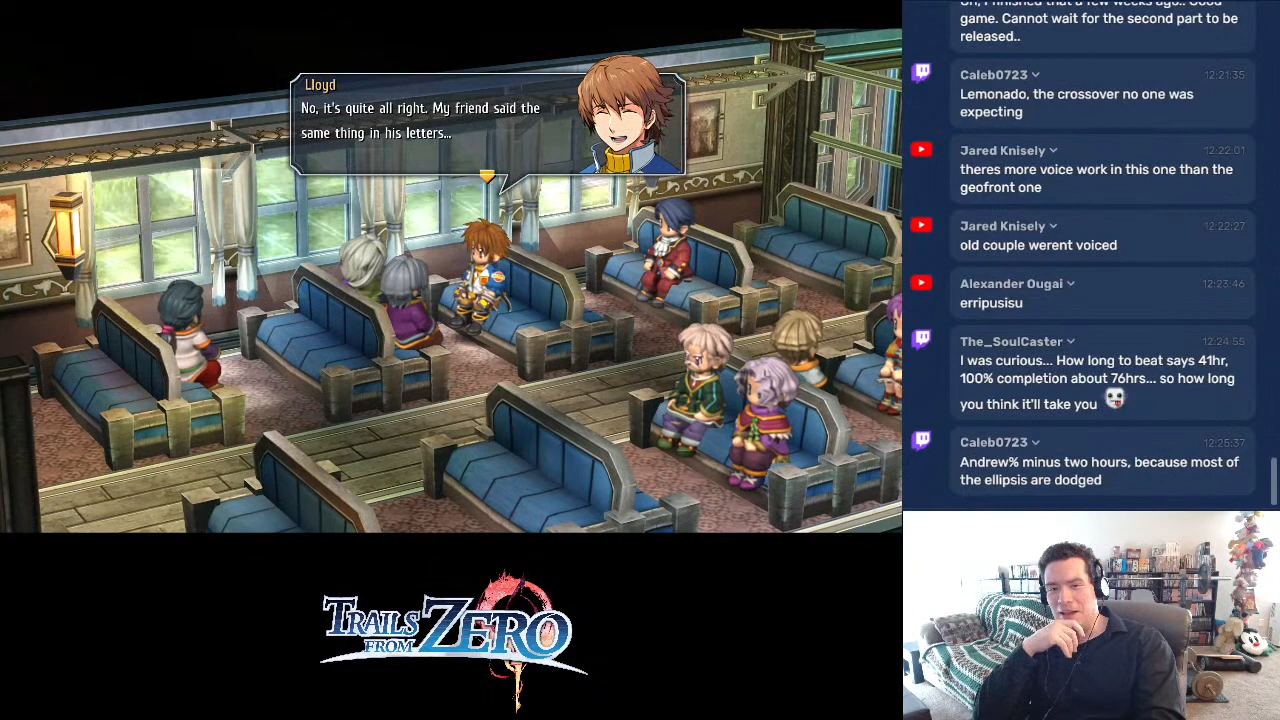 Lloyd
No, it's quite all right. My friend said the
same thing in his letters...
TRAILS
FROM
ZERO
game. Cannot wait for the second part to be
released..
Caleb0723
12:21:35
Lemonado, the crossover no one was
expecting
Jared Knisely
12:22:01
theres more voice work in this one than the
geofront one
Jared Knisely
12:22:27
old couple werent voiced
Alexander Ougai
12:23:46
erripusisu
The_SoulCaster
12:24:55
I was curious... How long to beat says 41hr,
100% completion about 76hrs... so how long
you think it'll take you
Caleb0723
12:25:37
Andrew% minus two hours, because most of
the ellipsis are dodged